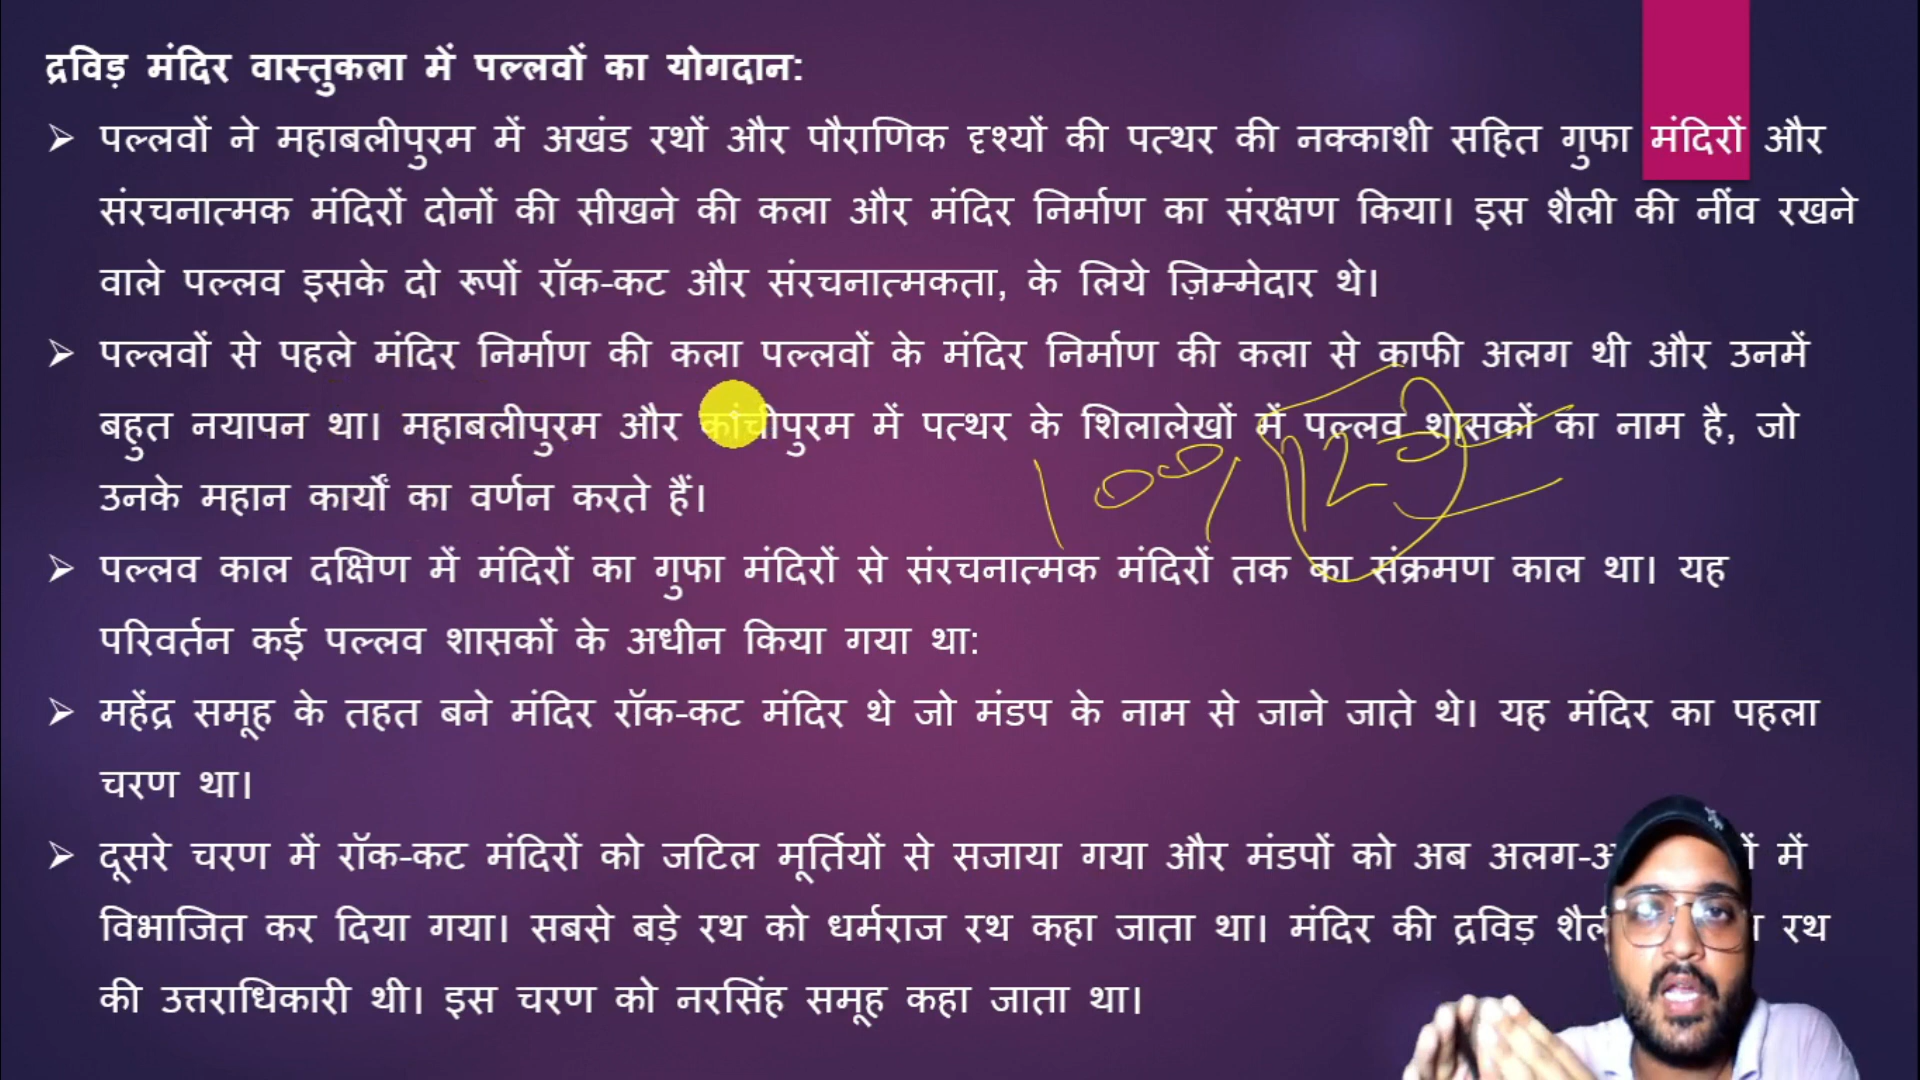 द्रविड़ मंदिर वास्तुकला में पल्लवों का योगदान:
➢ पल्लवों ने महाबलीपुरम में अखंड रथों और पौराणिक दृश्यों की पत्थर की नक्काशी सहित गुफा मंदिरों और
संरचनात्मक मंदिरों दोनों की सीखने की कला और मंदिर निर्माण का संरक्षण किया। इस शैली की नींव रखने
वाले पल्लव इसके दो रूपों रॉक-कट और संरचनात्मकता, के लिये ज़िम्मेदार थे।
➢ पल्लवों से पहले मंदिर निर्माण की कला पल्लवों के मंदिर निर्माण की कला से काफी अलग थी और उनमें
बहुत नयापन था। महाबलीपुरम और कांचीपुरम में पत्थर के शिलालेखों में पल्लव शासकों का नाम है, जो
उनके महान कार्यों का वर्णन करते हैं।
➢ पल्लव काल दक्षिण में मंदिरों का गुफा मंदिरों से संरचनात्मक मंदिरों तक का संक्रमण काल था। यह
परिवर्तन कई पल्लव शासकों के अधीन किया गया था:
➢ महेंद्र समूह के तहत बने मंदिर रॉक-कट मंदिर थे जो मंडप के नाम से जाने जाते थे। यह मंदिर का पहला
चरण था।
➢ दूसरे चरण में रॉक-कट मंदिरों को जटिल मूर्तियों से सजाया गया और मंडपों को अब में
विभाजित कर दिया गया। सबसे बड़े रथ को धर्मराज रथ कहा जाता था। मंदिर की द्रविड़ रथ
की उत्तराधिकारी थी। इस चरण को नरसिंह समूह कहा जाता था।